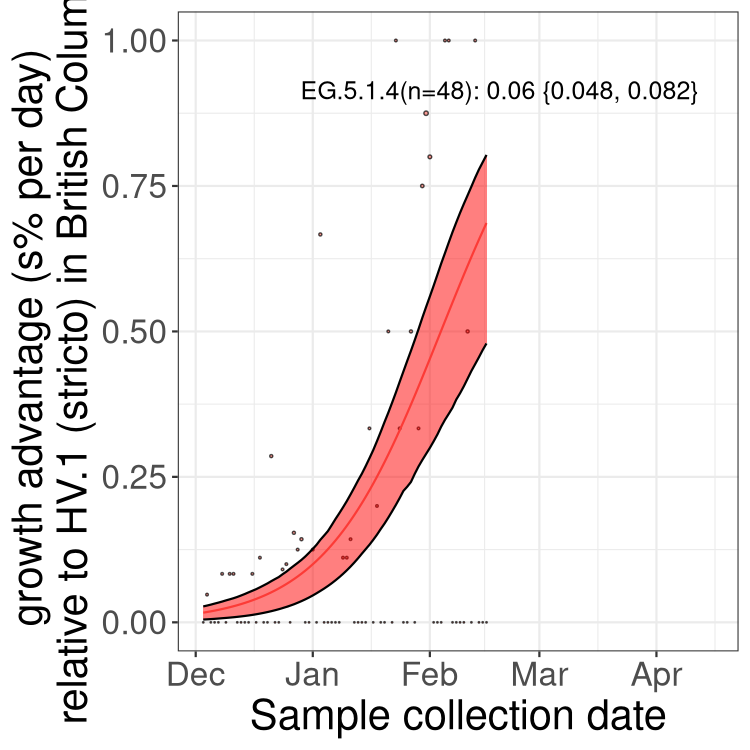 growth advantage (s% per day)
relative to HV.1 (stricto) in British Colum
1.00
0.75
0.50
0.25
0.00
EG.5.1.4(n=48): 0.06 {0.048, 0.082}
Dec Jan Feb Mar Apr
Sample collection date